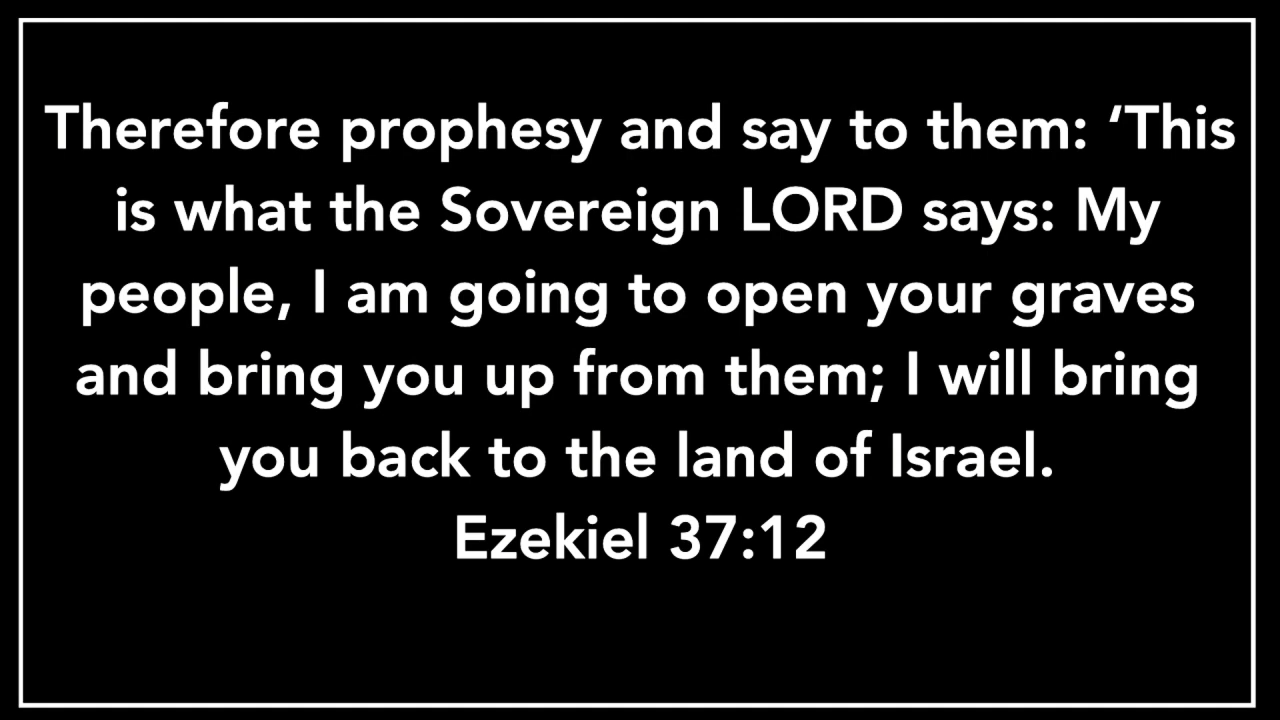 Therefore prophesy and say to them: ‘This
is what the Sovereign LORD says: My
people, I am going to open your graves
and bring you up from them; I will bring
you back to the land of Israel.
Ezekiel 37:12